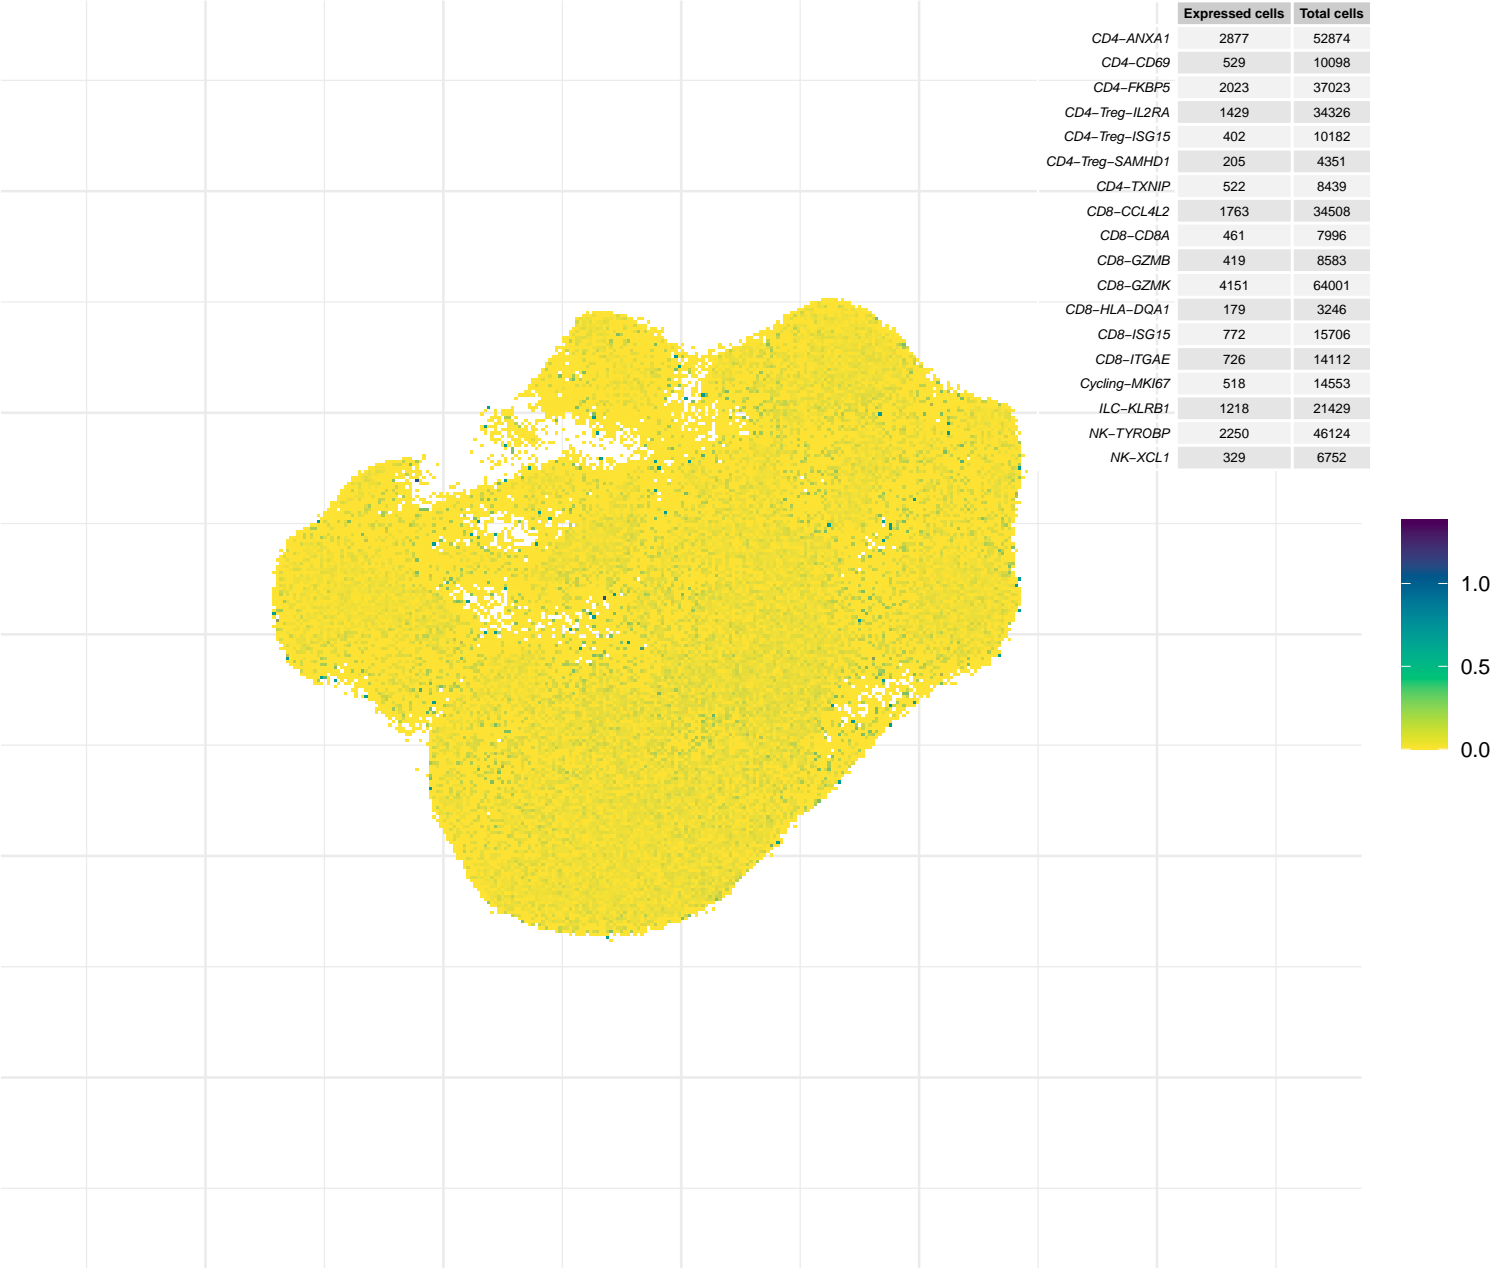 Expressed cells Total cells
CD4−ANXA1 2877 52874
CD4−CD69 529 10098
CD4−FKBP5 2023 37023
CD4−Treg−IL2RA 1429 34326
CD4−Treg−ISG15 402 10182
CD4−Treg−SAMHD1 205 4351
CD4−TXNIP 522 8439
CD8−CCL4L2 1763 34508
CD8−CD8A 461 7996
CD8−GZMB 419 8583
CD8−GZMK 4151 64001
CD8−HLA−DQA1 179 3246
CD8−ISG15 772 15706
CD8−ITGAE 726 14112
Cycling−MKI67 518 14553
ILC−KLRB1 1218 21429
NK−TYROBP 2250 46124
NK−XCL1 329 6752
1.0
0.5
0.0